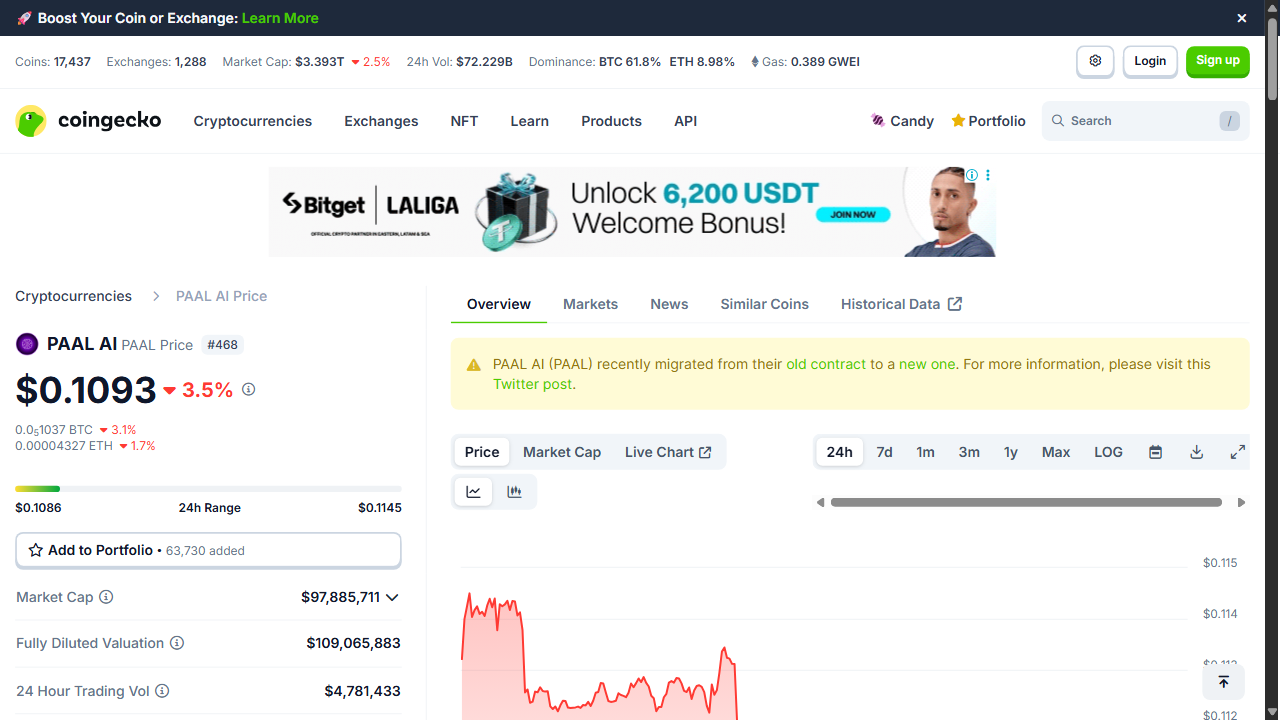 🚀 Boost Your Coin or Exchange: Learn More
Coins: 17,437 Exchanges: 1,288 Market Cap: $3.393T 2.5% 24h Vol: $72.229B Dominance: BTC 61.8% ETH 8.98% Gas: 0.389 GWEI
Login
Sign up
coingecko
Cryptocurrencies Exchanges NFT Learn Products API
Candy Portfolio Search /
Bitget LALIGA
OFFICIAL CRYPTO PARTNER IN EASTERN, LATAM & SEA
Unlock 6,200 USDT
Welcome Bonus!
JOIN NOW
Cryptocurrencies > PAAL AI Price
PAAL AI PAAL Price #468
$0.1093 3.5%
0.0₅1037 BTC 3.1%
0.00004327 ETH 1.7%
$0.1086 24h Range $0.1145
Add to Portfolio • 63,730 added
Market Cap $97,885,711
Fully Diluted Valuation $109,065,883
24 Hour Trading Vol $4,781,433
Overview Markets News Similar Coins Historical Data
PAAL AI (PAAL) recently migrated from their old contract to a new one. For more information, please visit this
Twitter post.
Price Market Cap Live Chart
24h 7d 1m 3m 1y Max LOG
$0.115
$0.114
$0.112